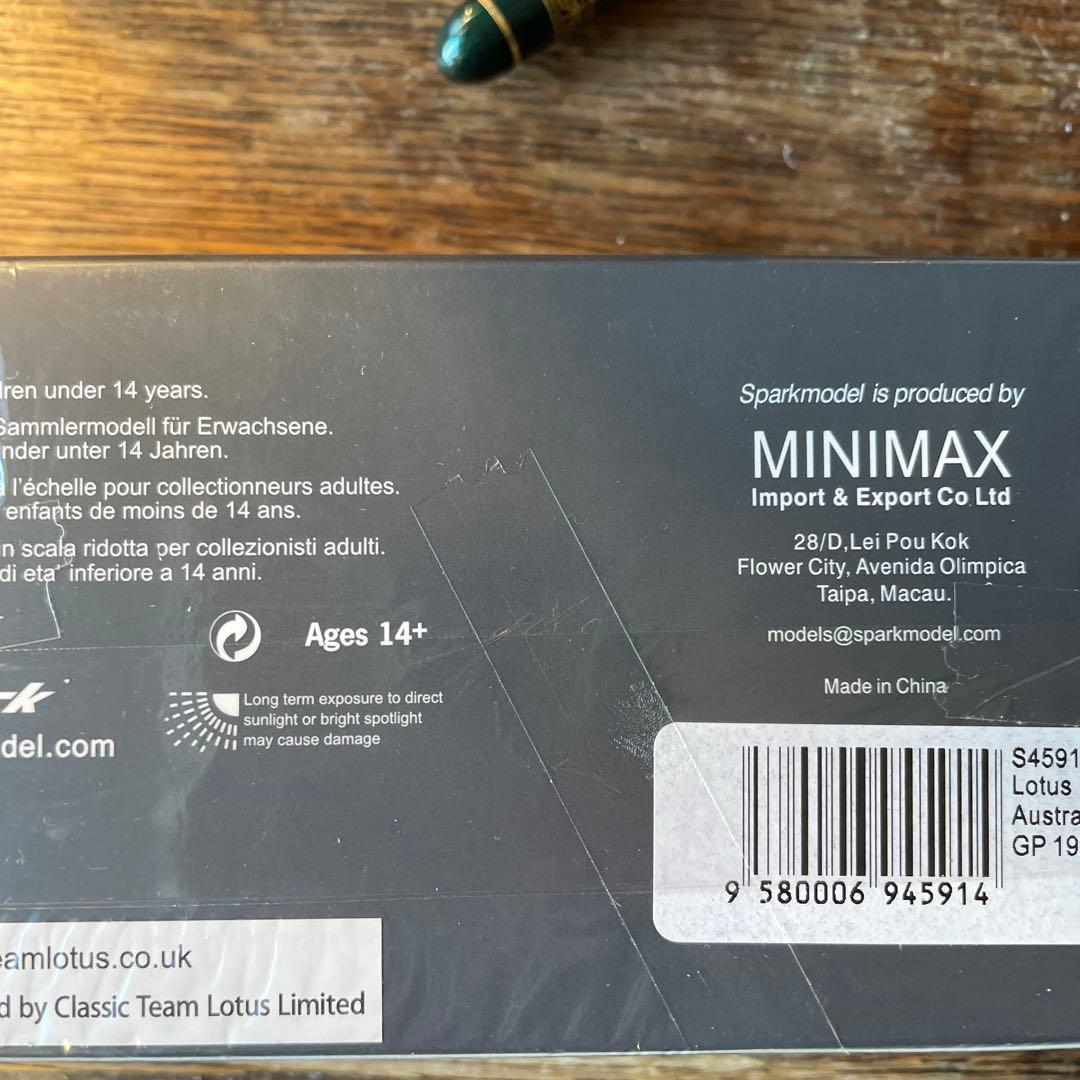 ren under 14 years.
Sammlermodell für Erwachsene.
nder unter 14 Jahren.
l'échelle pour collectionneurs adultes.
enfants de moins de 14 ans.
in scala ridotta per collezionisti adulti.
di eta' inferiore a 14 anni.
Ages 14+
Long term exposure to direct
sunlight or bright spotlight
may cause damage
rk
del.com
eamlotus.co.uk
d by Classic Team Lotus Limited
Sparkmodel is produced by
MINIMAX
Import & Export Co Ltd
28/D,Lei Pou Kok
Flower City, Avenida Olimpica
Taipa, Macau.
models@sparkmodel.com
Made in China
9 580006 945914
S4591
Lotus
Austra
GP 19